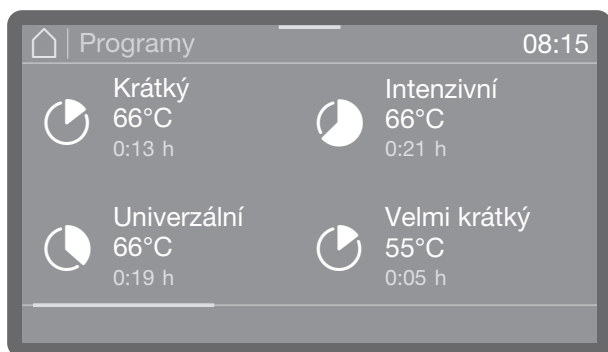 Programy 08:15
Krátký
66°C
0:13 h
Intenzivní
66°C
0:21 h
Univerzální
66°C
0:19 h
Velmi krátký
55°C
0:05 h